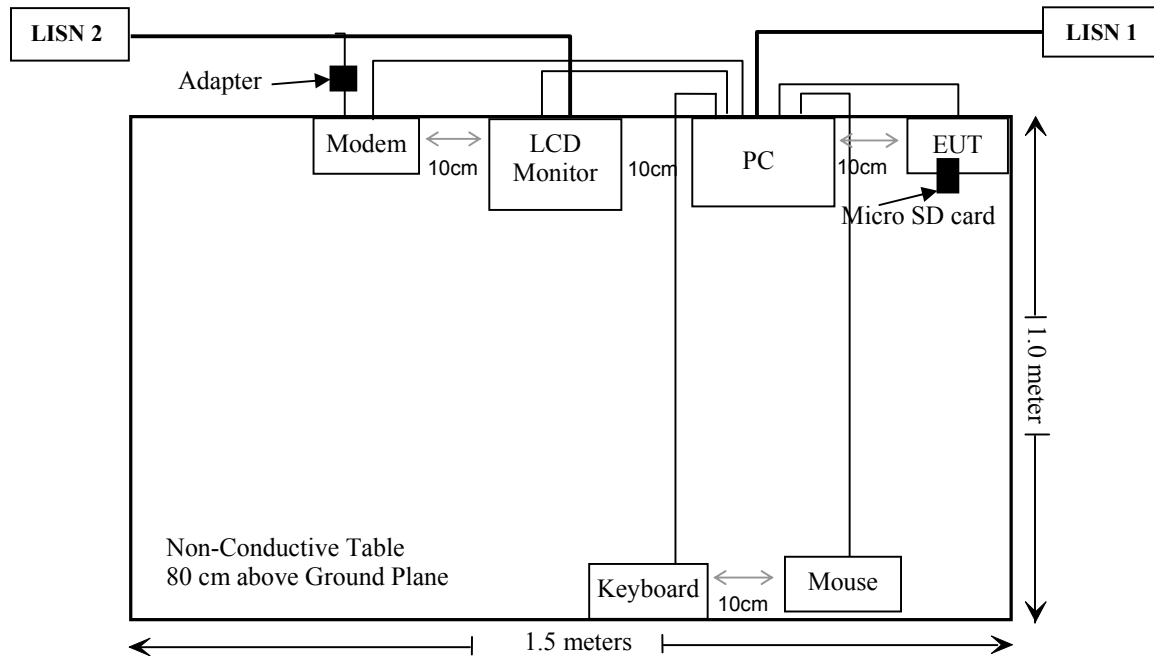 LISN 2
LISN 1
Adapter
Modem
10cm
LCD
Monitor
10cm
PC
10cm
EUT
Micro SD card
1.0 meter
Non-Conductive Table
80 cm above Ground Plane
Keyboard
10cm
Mouse
1.5 meters